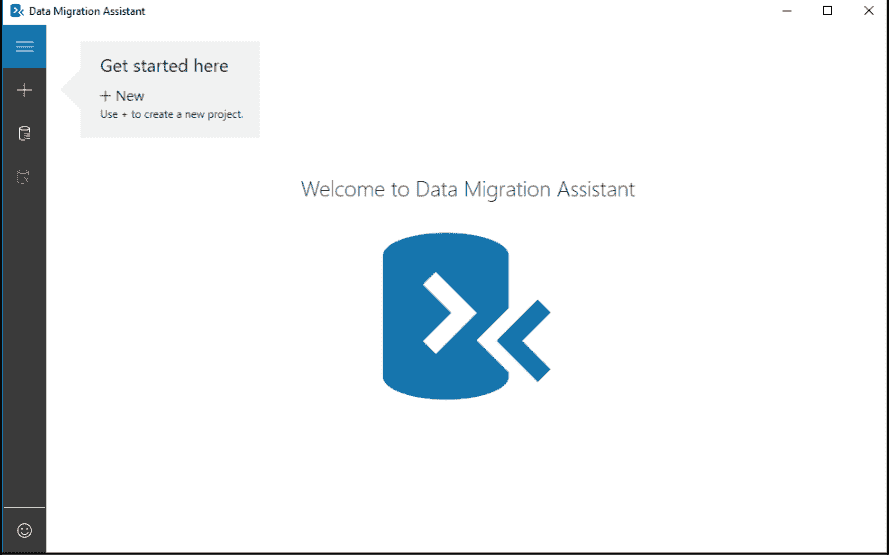 Data Migration Assistant
Get started here
+ New
Use + to create a new project.
Welcome to Data Migration Assistant